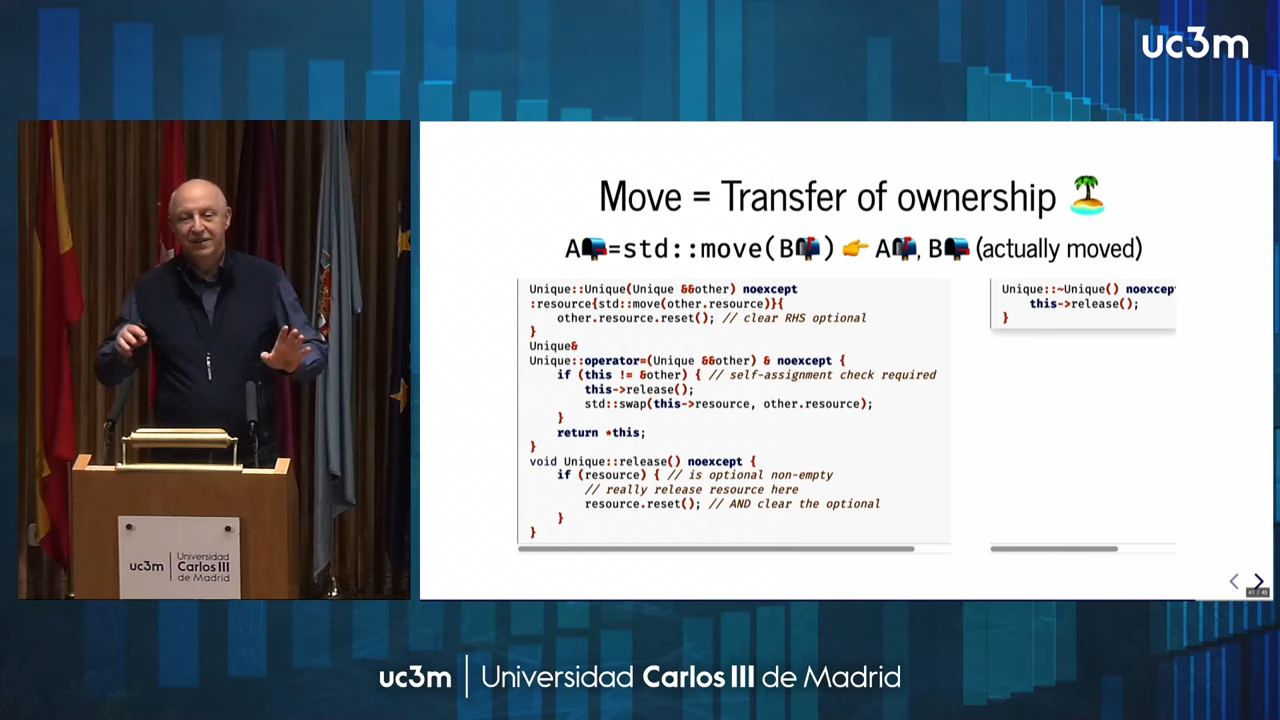 uc3m
Move = Transfer of ownership 🏝️
A📪=std::move(B📬) 👉 A📬, B📪 (actually moved)
Unique::Unique(Unique &&other) noexcept
:resource{std::move(other.resource)}{
    other.resource.reset(); // clear RHS optional
}
Unique&
Unique::operator=(Unique &&other) & noexcept {
    if (this != &other) { // self-assignment check required
        this->release();
        std::swap(this->resource, other.resource);
    }
    return *this;
}
void Unique::release() noexcept {
    if (resource) { // is optional non-empty
        // really release resource here
        resource.reset(); // AND clear the optional
    }
}
Unique::~Unique() noexcep
    this->release();
}
41 / 45
uc3m | Universidad Carlos III de Madrid
uc3m | Universidad Carlos III de Madrid